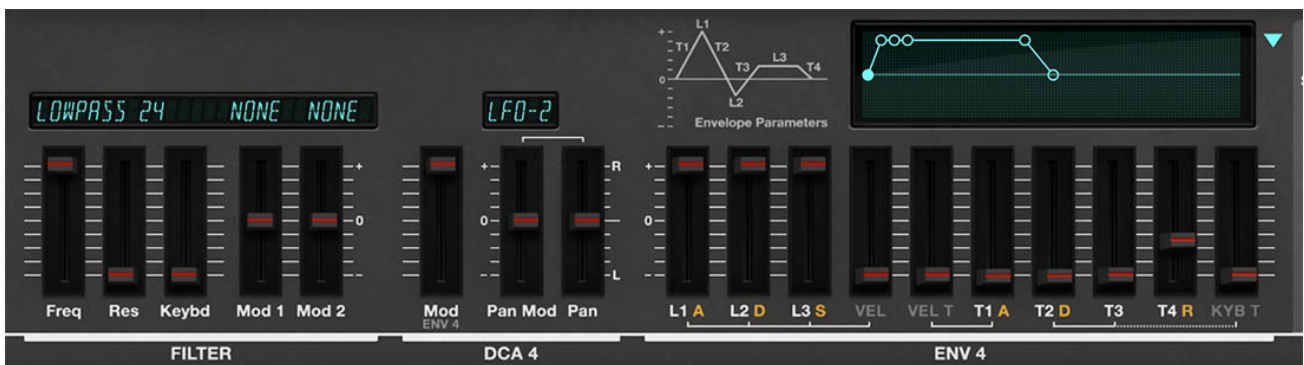 L1
T1 T2 L3
T3 T4
0
L2
Envelope Parameters
LOWPASS 24 NONE NONE
LFO-2
+ + R +
0 0 0
- - L -
Freq Res Keybd Mod 1 Mod 2
Mod Pan Mod Pan
ENV 4
L1 A L2 D L3 S VEL VEL T T1 A T2 D T3 T4 R KYB T
FILTER DCA 4 ENV 4